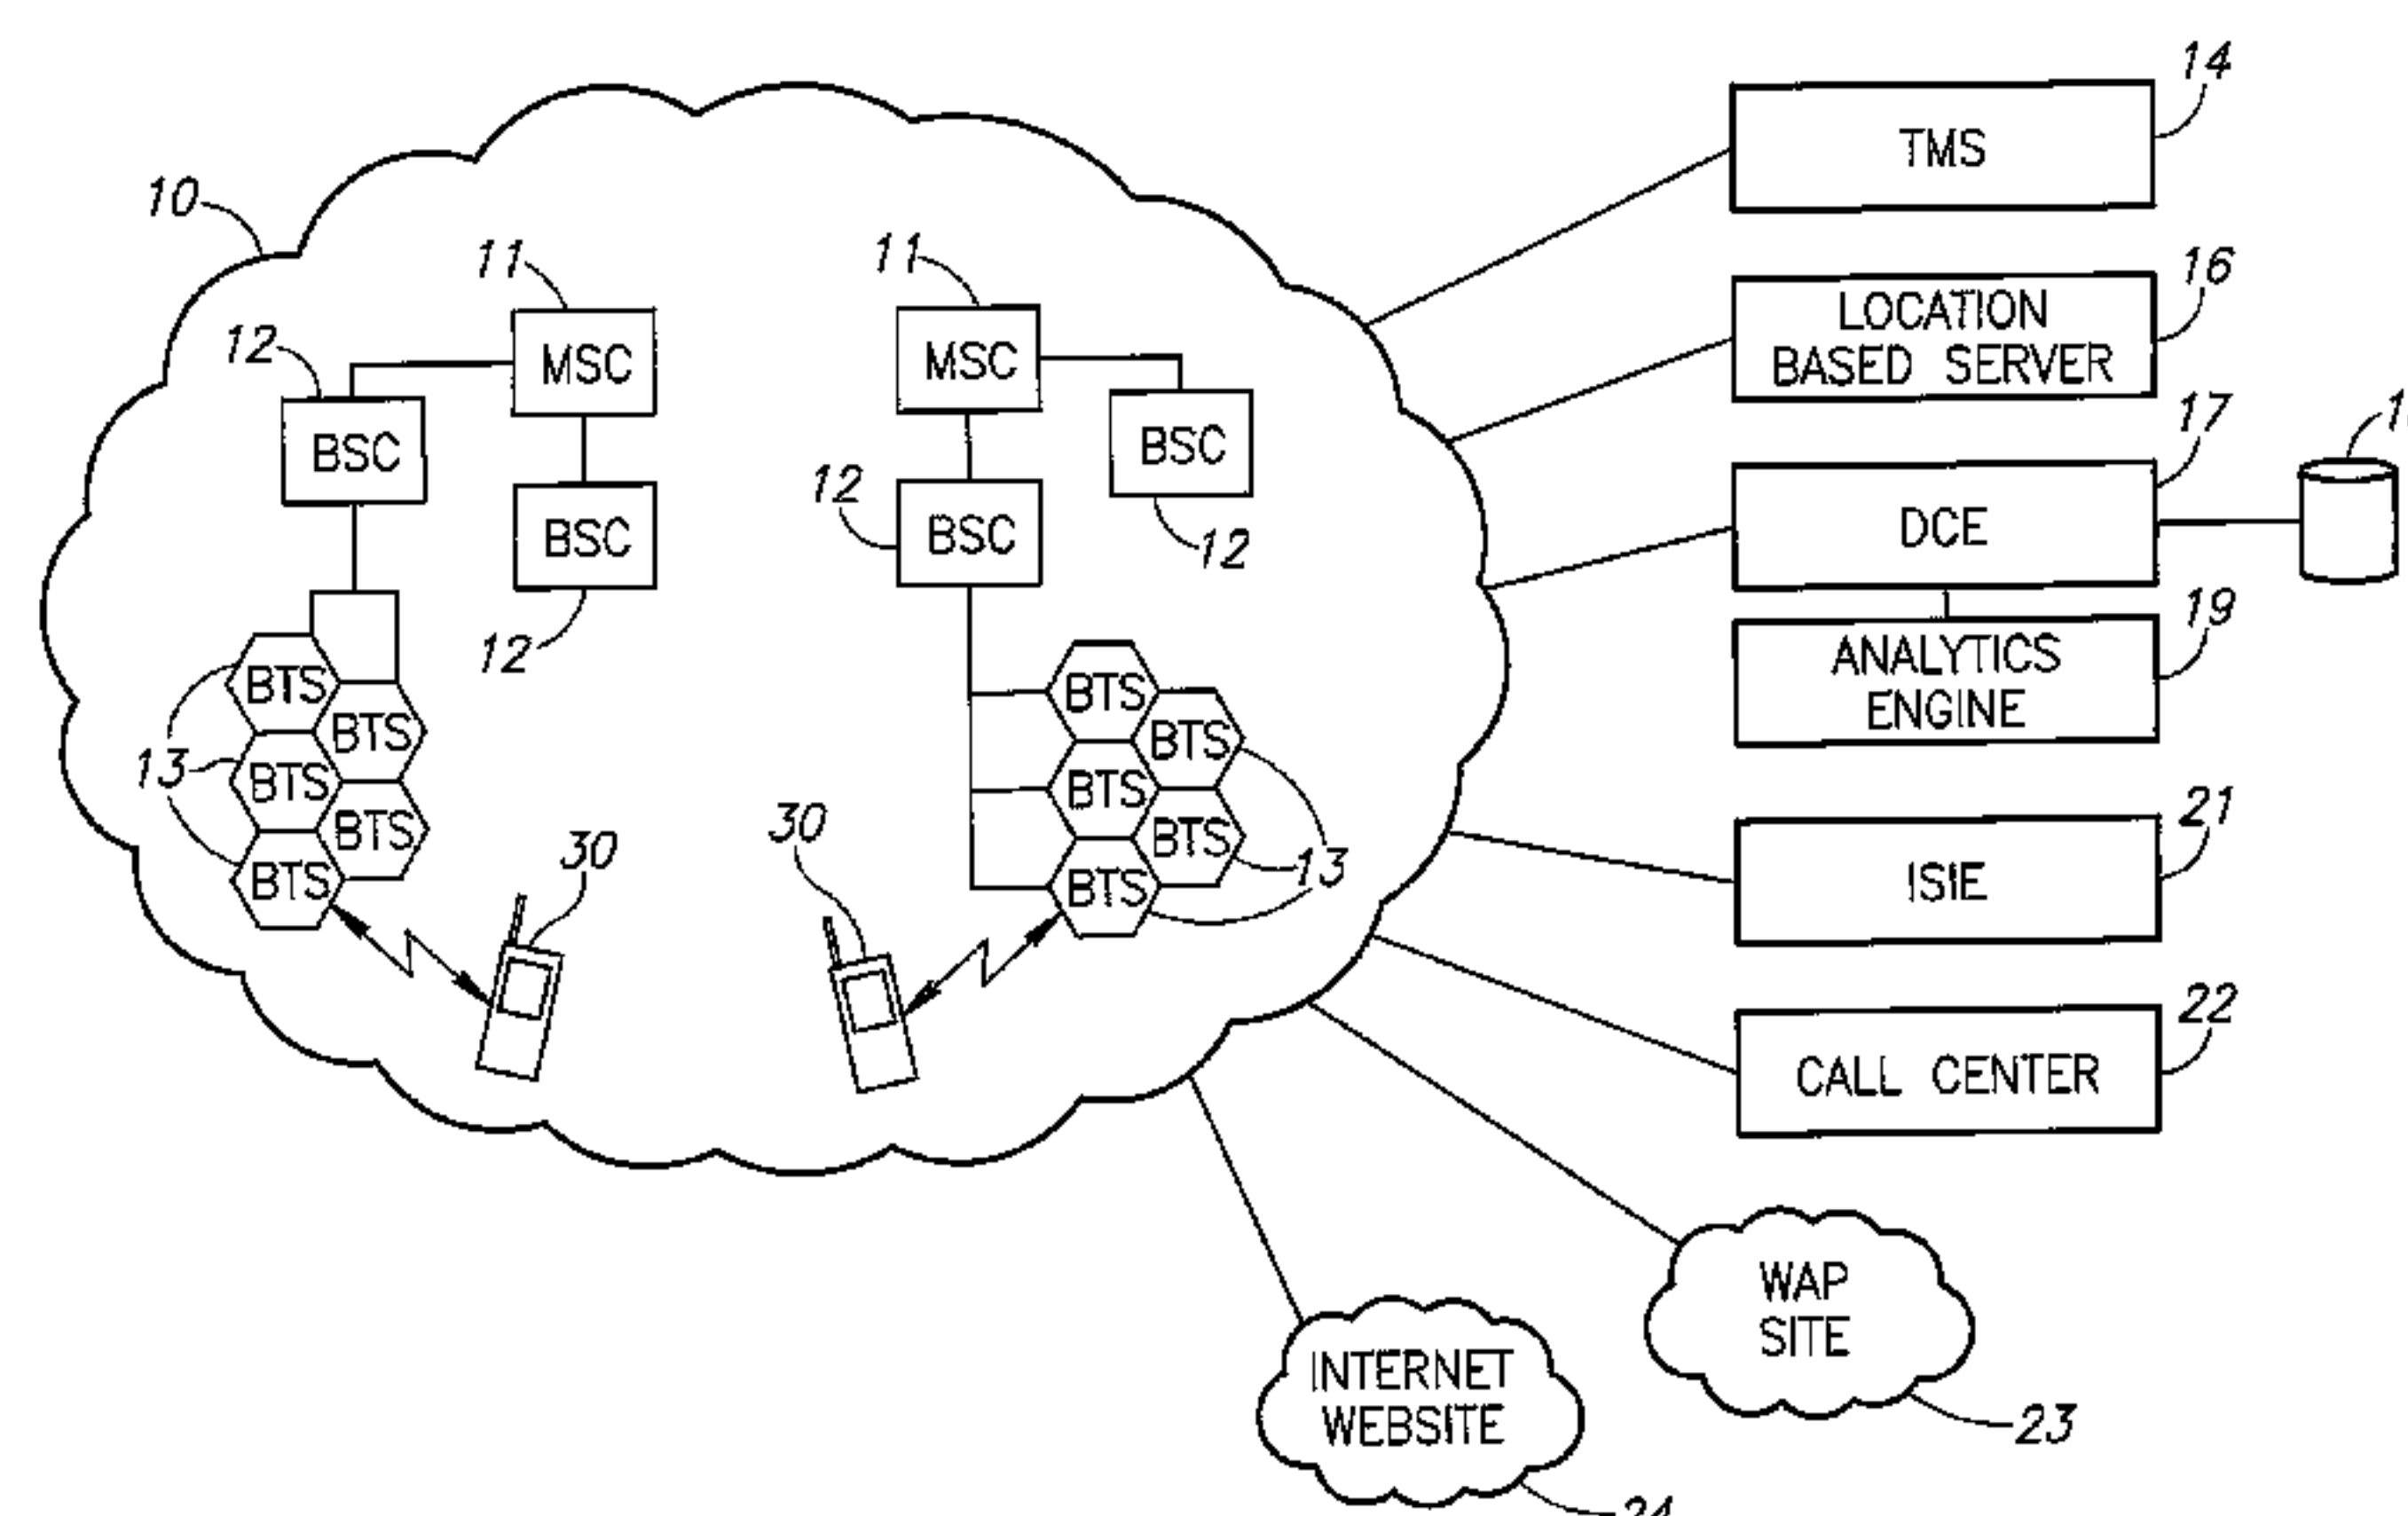 14
TMS
10
11
11
16
LOCATION
BASED SERVER
12
MSC
MSC
17
BSC
BSC
12
BSC
BSC
12
DCE
12
19
ANALYTICS
ENGINE
BTS
BTS
BTS
BTS
13
BTS
BTS
BTS
BTS
BTS
BTS
13
30
30
21
ISIE
22
CALL CENTER
WAP
SITE
23
INTERNET
WEBSITE